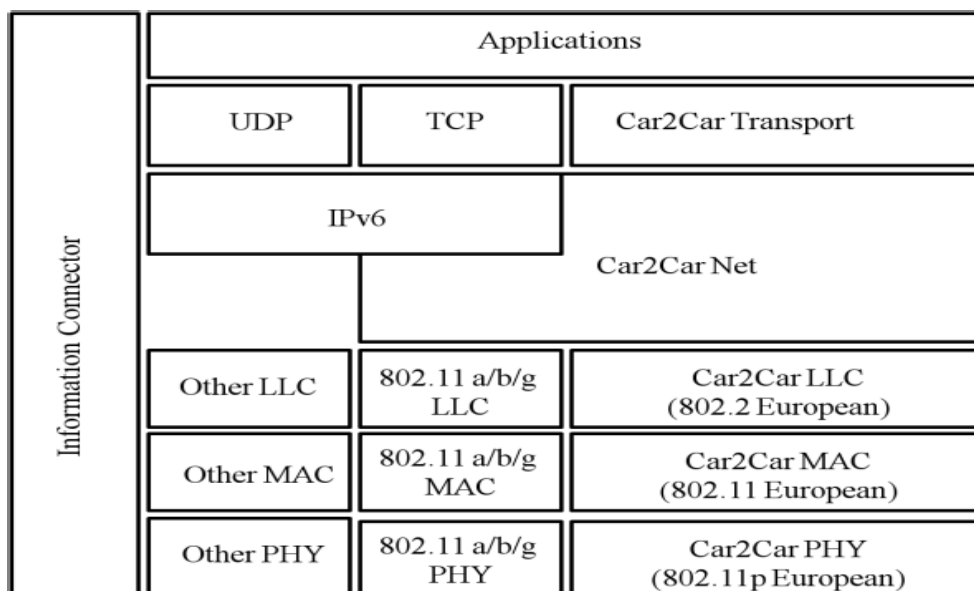 Information Connector
Applications
UDP
TCP
Car2Car Transport
IPv6
Car2Car Net
Other LLC
802.11 a/b/g
LLC
Car2Car LLC
(802.2 European)
Other MAC
802.11 a/b/g
MAC
Car2Car MAC
(802.11 European)
Other PHY
802.11 a/b/g
PHY
Car2Car PHY
(802.11p European)